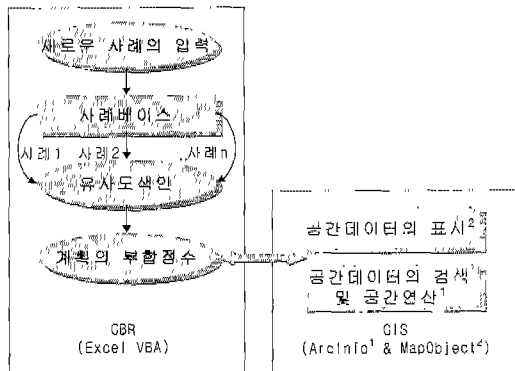 새로운 사례의 입력
사례베이스
사례1 사례2 사례n
유사도색인
계획의 부합점수
공간데이터의 표시²
공간데이터의 검색¹
및 공간연산¹
CBR
(Excel VBA)
GIS
(ArcInfo¹ & MapObject²)